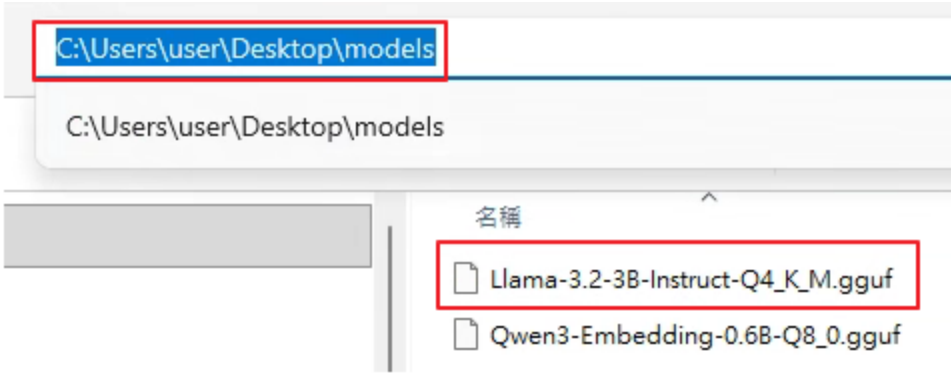 C:\Users\user\Desktop\models
C:\Users\user\Desktop\models
名稱
Llama-3.2-3B-Instruct-Q4_K_M.gguf
Qwen3-Embedding-0.6B-Q8_0.gguf